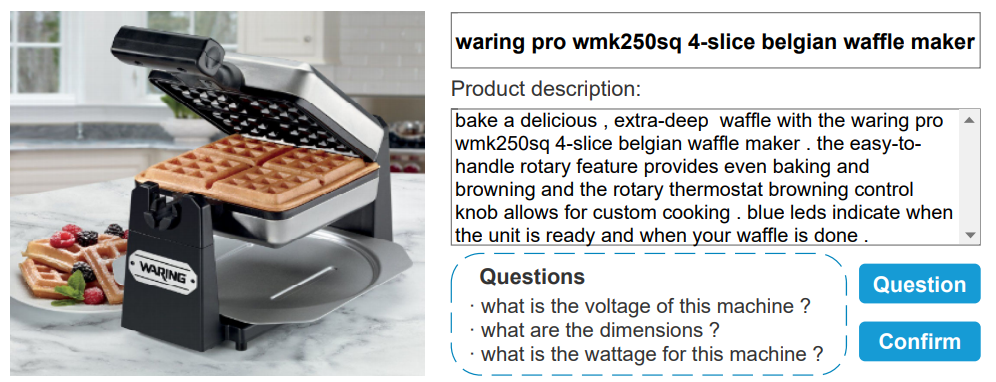 waring pro wmk250sq 4-slice belgian waffle maker
Product description:
bake a delicious , extra-deep waffle with the waring pro
wmk250sq 4-slice belgian waffle maker . the easy-to-
handle rotary feature provides even baking and
browning and the rotary thermostat browning control
knob allows for custom cooking . blue leds indicate when
the unit is ready and when your waffle is done .
WARING
Questions
· what is the voltage of this machine ?
· what are the dimensions ?
· what is the wattage for this machine ?
Question
Confirm